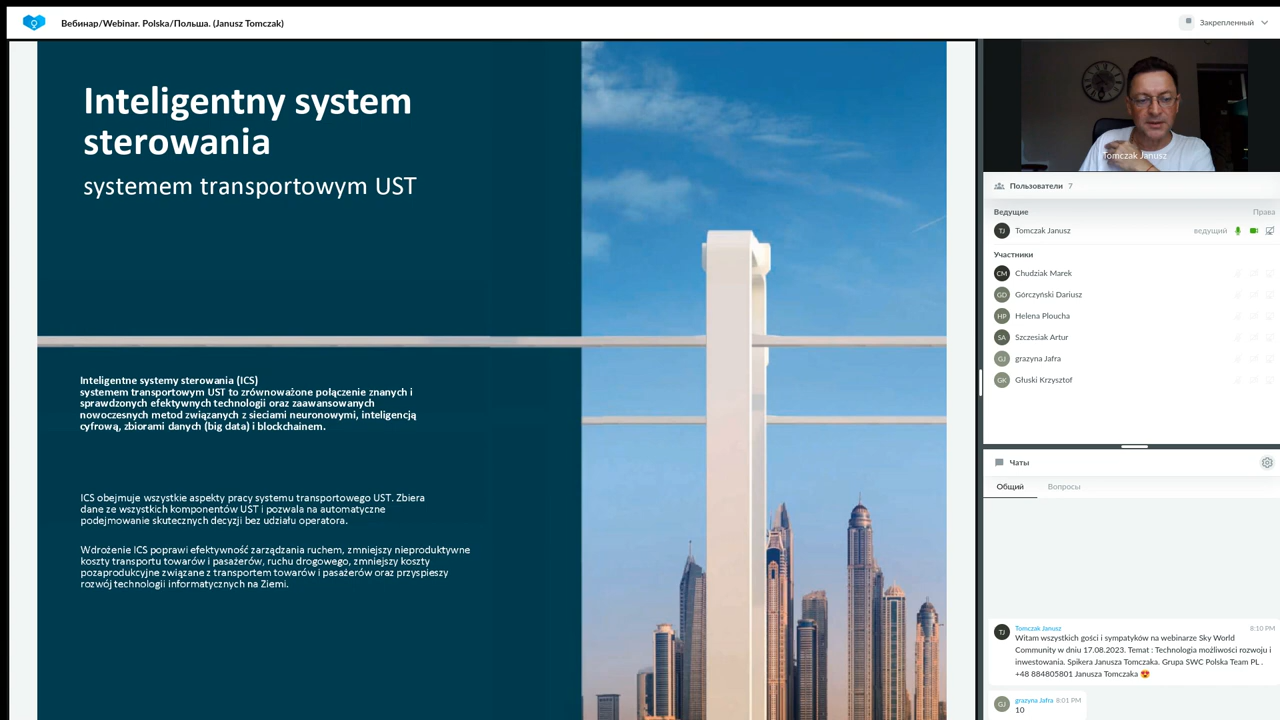 Вебинар/Webinar. Polska/Польша. (Janusz Tomczak)
Закрепленный
Inteligentny system
sterowania
systemem transportowym UST
Inteligentne systemy sterowania (ICS)
systemem transportowym UST to zrównoważone połączenie znanych i
sprawdzonych efektywnych technologii oraz zaawansowanych
nowoczesnych metod związanych z sieciami neuronowymi, inteligencją
cyfrową, zbiorami danych (big data) i blockchainem.
ICS obejmuje wszystkie aspekty pracy systemu transportowego UST. Zbiera
dane ze wszystkich komponentów UST i pozwala na automatyczne
podejmowanie skutecznych decyzji bez udziału operatora.
Wdrożenie ICS poprawi efektywność zarządzania ruchem, zmniejszy nieproduktywne
koszty transportu towarów i pasażerów, ruchu drogowego, zmniejszy koszty
pozaprodukcyjne związane z transportem towarów i pasażerów oraz przyspieszy
rozwój technologii informatycznych na Ziemi.
Tomczak Janusz
Пользователи 7
Ведущие Права
TJ Tomczak Janusz ведущий
Участники
CM Chudziak Marek
GD Górczyński Dariusz
HP Helena Ploucha
SA Szczesiak Artur
GJ grazyna Jafra
GK Głuski Krzysztof
Чаты
Общий Вопросы
TJ Tomczak Janusz 8:10 PM
Witam wszystkich gości i sympatyków na webinarze Sky World
Community w dniu 17.08.2023. Temat : Technologia możliwości rozwoju i
inwestowania. Spikera Janusza Tomczaka. Grupa SWC Polska Team PL .
+48 884805801 Janusza Tomczaka 😍
GJ grazyna Jafra 8:01 PM
10